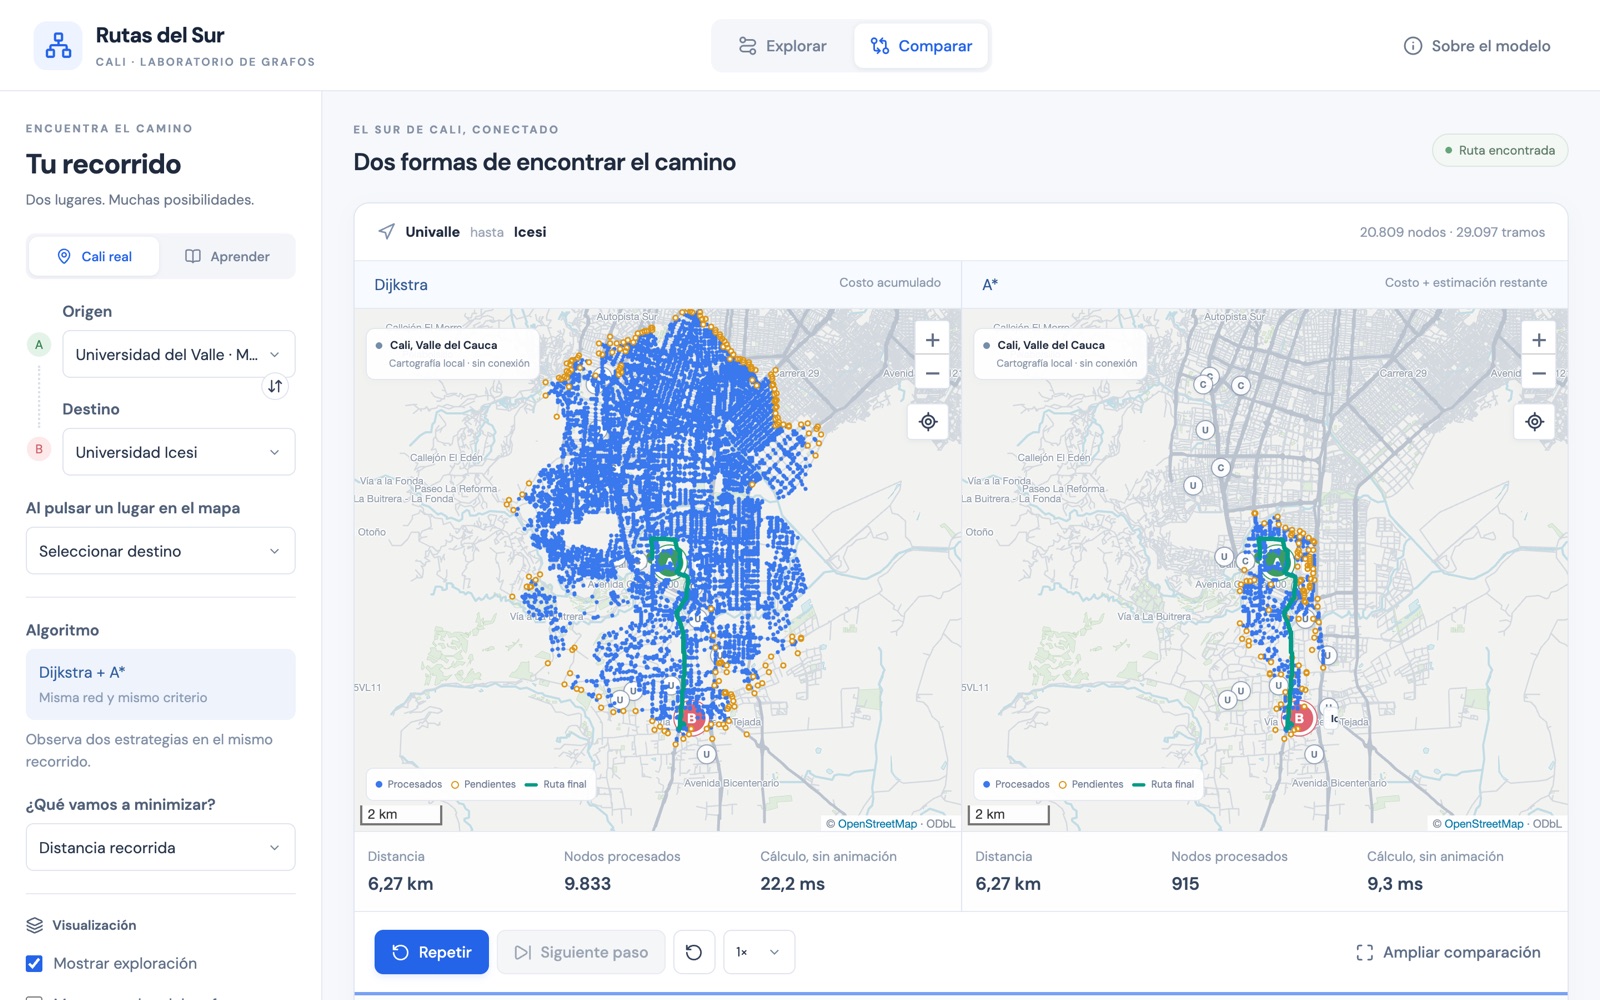 Rutas del Sur
CALI · LABORATORIO DE GRAFOS
Explorar
Comparar
Sobre el modelo
ENCUENTRA EL CAMINO
Tu recorrido
Dos lugares. Muchas posibilidades.
Cali real
Aprender
Origen
A
Universidad del Valle · M...
Destino
B
Universidad Icesi
Al pulsar un lugar en el mapa
Seleccionar destino
Algoritmo
Dijkstra + A*
Misma red y mismo criterio
Observa dos estrategias en el mismo
recorrido.
¿Qué vamos a minimizar?
Distancia recorrida
Visualización
Mostrar exploración
EL SUR DE CALI, CONECTADO
Dos formas de encontrar el camino
Ruta encontrada
Univalle hasta Icesi
20.809 nodos · 29.097 tramos
Dijkstra
Costo acumulado
Autopista Sur
Cali, Valle del Cauca
Cartografía local · sin conexión
Carrera 29
Callejón El Edén
Vía a la Fonda
Paseo La Reforma
La Buitrera - La Fonda
Otoño
5VL11
B
U
Avenida Bicentenario
Procesados
Pendientes
Ruta final
2 km
© OpenStreetMap · ODbL
Distancia
6,27 km
Nodos procesados
9.833
Cálculo, sin animación
22,2 ms
A*
Costo + estimación restante
Autopista Sur
Cali, Valle del Cauca
Cartografía local · sin conexión
Carrera 29
C
C
C
U
C
U
Callejón El Edén
Vía a la Fonda
Paseo La Reforma
La Buitrera - La Fonda
Otoño
U
C
Vía a La Buitrera
U
U
U
U
5VL11
B
Tejada
U
Avenida Bicentenario
Procesados
Pendientes
Ruta final
2 km
© OpenStreetMap · ODbL
Distancia
6,27 km
Nodos procesados
915
Cálculo, sin animación
9,3 ms
Repetir
Siguiente paso
1×
Ampliar comparación